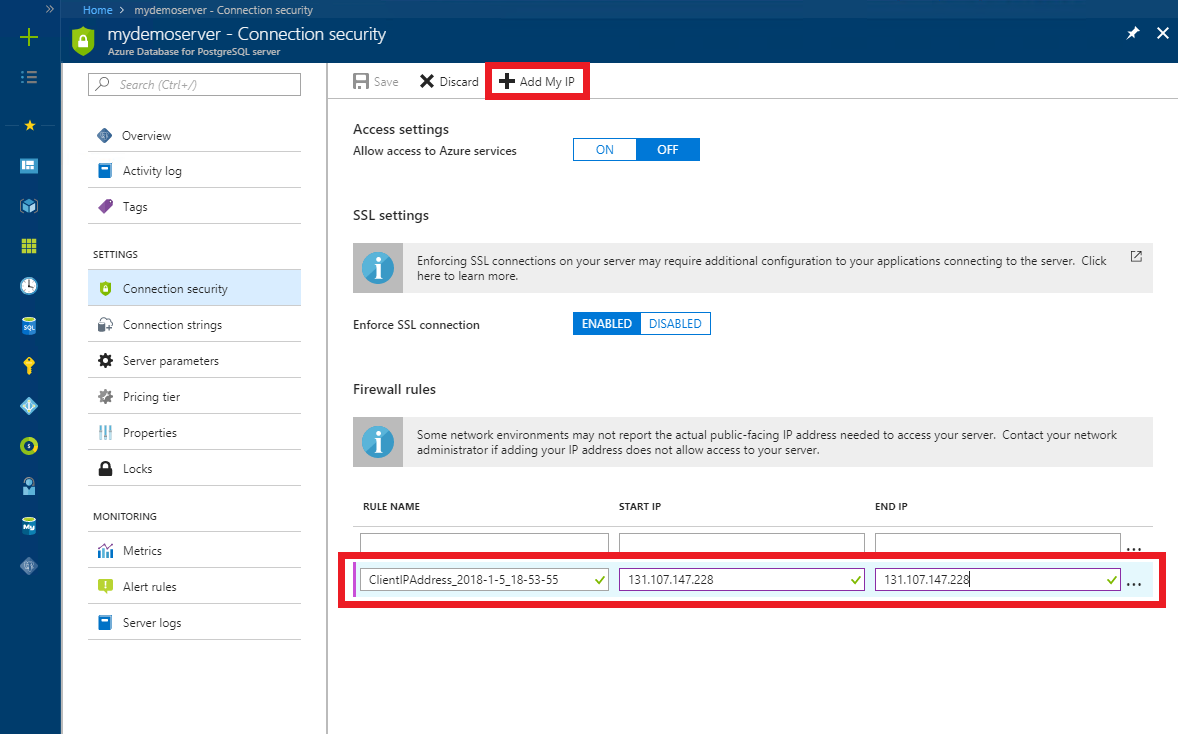 Home > mydemoserver - Connection security
mydemoserver - Connection security
Azure Database for PostgreSQL server
Search (Ctrl+/)
Overview
Activity log
Tags
SETTINGS
Connection security
Connection strings
Server parameters
Pricing tier
Properties
Locks
MONITORING
Metrics
Alert rules
Server logs
Save Discard Add My IP
Access settings
Allow access to Azure services ON OFF
SSL settings
Enforcing SSL connections on your server may require additional configuration to your applications connecting to the server. Click
here to learn more.
Enforce SSL connection ENABLED DISABLED
Firewall rules
Some network environments may not report the actual public-facing IP address needed to access your server. Contact your network
administrator if adding your IP address does not allow access to your server.
RULE NAME START IP END IP
...
ClientIPAddress_2018-1-5_18-53-55 131.107.147.228 131.107.147.228 ...
SQL
My